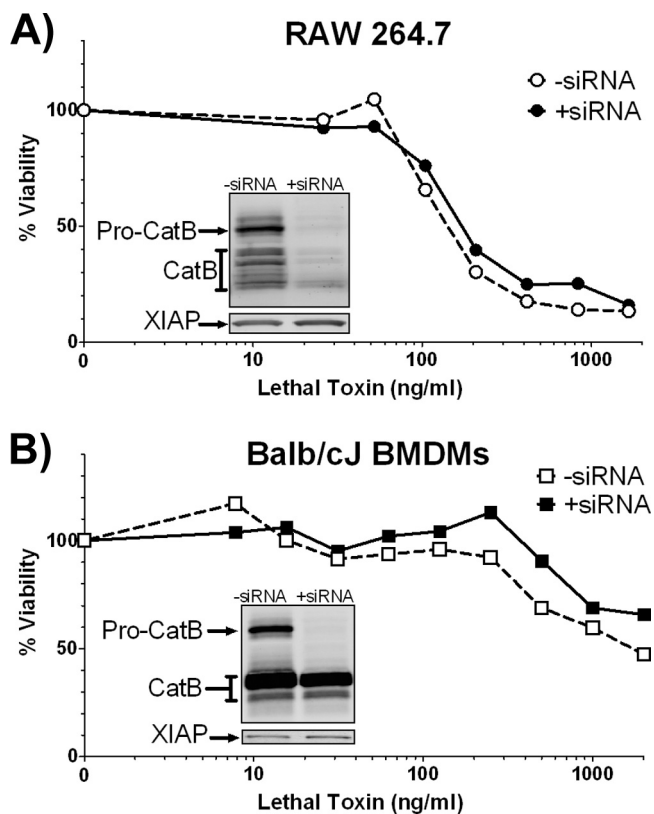 A)
RAW 264.7
-siRNA
+siRNA
100
50
0
% Viability
-siRNA +siRNA
Pro-CatB
CatB
XIAP
0 10 100 1000
Lethal Toxin (ng/ml)
B)
Balb/cJ BMDMs
-siRNA
+siRNA
100
50
0
% Viability
-siRNA +siRNA
Pro-CatB
CatB
XIAP
0 10 100 1000
Lethal Toxin (ng/ml)